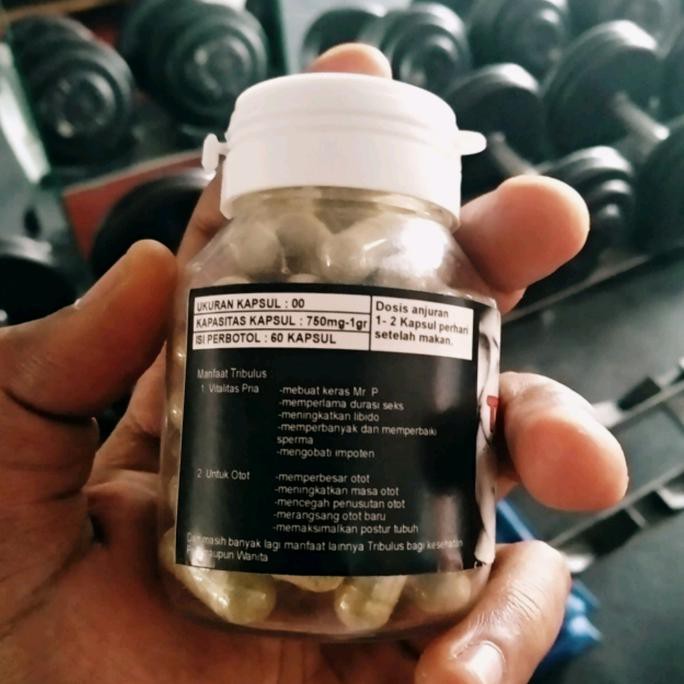 UKURAN KAPSUL : 00
KAPASITAS KAPSUL : 750mg-1gr
ISI PERBOTOL : 60 KAPSUL
Dosis anjuran
1- 2 Kapsul perhari
setelah makan.
Manfaat Tribulus :
1. Vitalitas Pria
-mebuat keras Mr P
-memperlama durasi seks
-meningkatkan libido
-memperbanyak dan memperbaiki
sperma
-mengobati impoten
2. Untuk Otot
-memperbesar otot
-meningkatkan masa otot
-mencegah penusutan otot
-merangsang otot baru
-memaksimalkan postur tubuh
masih banyak lagi manfaat lainnya Tribulus bagi kesehatan
Wanita